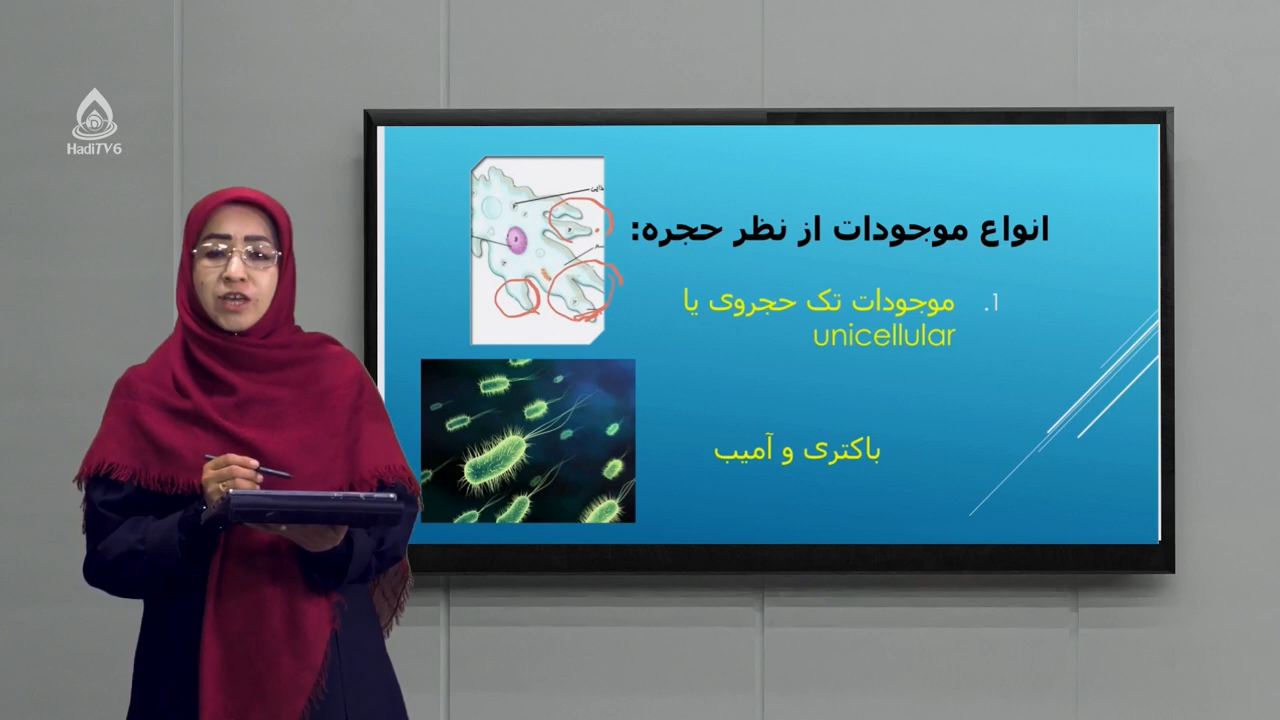 HadiTV6
انواع موجودات از نظر حجره:
1. موجودات تک حجروی یا
unicellular
باکتری و آمیب